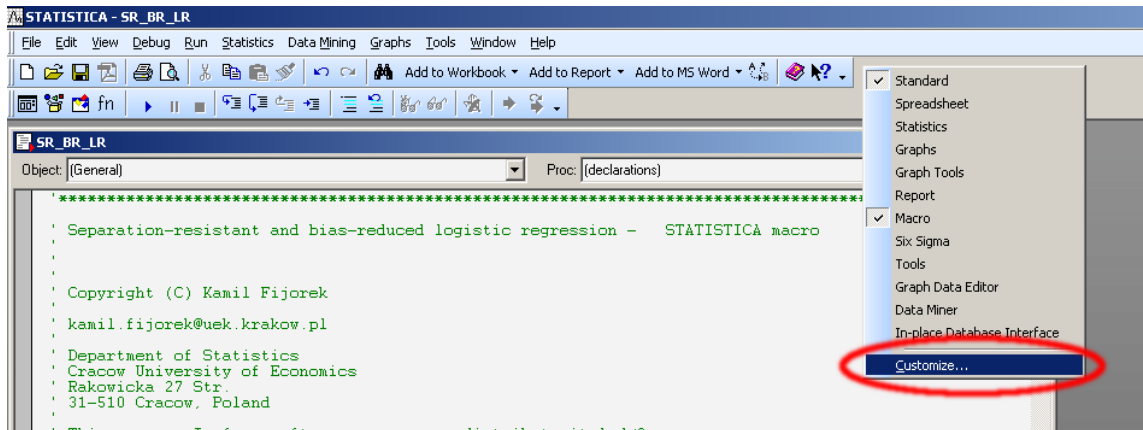 STATISTICA - SR_BR_LR
File Edit View Debug Run Statistics Data Mining Graphs Tools Window Help
Add to Workbook Add to Report Add to MS Word
fn
SR_BR_LR
Object: (General) Proc: (declarations)
'************************************************************************************
' Separation-resistant and bias-reduced logistic regression - STATISTICA macro
'
'
' Copyright (C) Kamil Fijorek
'
' kamil.fijorek@uek.krakow.pl
'
' Department of Statistics
' Cracow University of Economics
' Rakowicka 27 Str.
' 31-510 Cracow, Poland
'
Standard
Spreadsheet
Statistics
Graphs
Graph Tools
Report
Macro
Six Sigma
Tools
Graph Data Editor
Data Miner
In-place Database Interface
Customize...